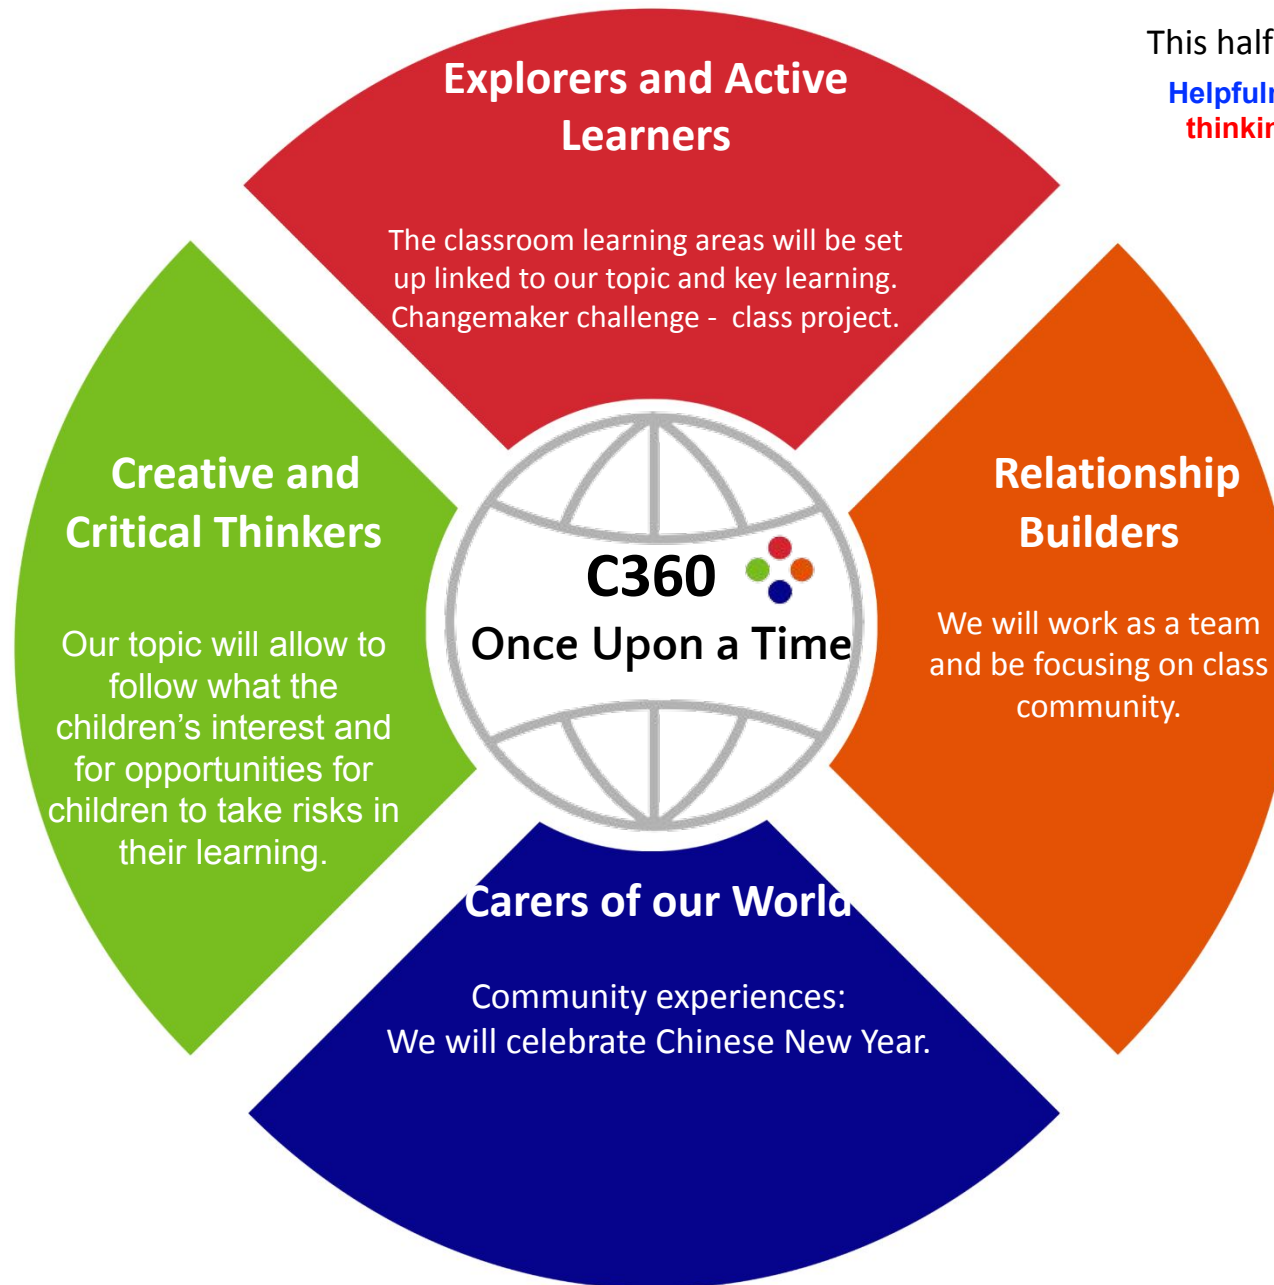 This half
Explorers and Active
Learners
The classroom learning areas will be set
up linked to our topic and key learning.
Changemaker challenge -  class project.
Creative and
Critical Thinkers
Our topic will allow to
follow what the
children’s interest and
for opportunities for
children to take risks in
their learning.
C360
Once Upon a Time
Relationship
Builders
We will work as a team
and be focusing on class
community.
Carers of our World
Community experiences:
We will celebrate Chinese New Year.